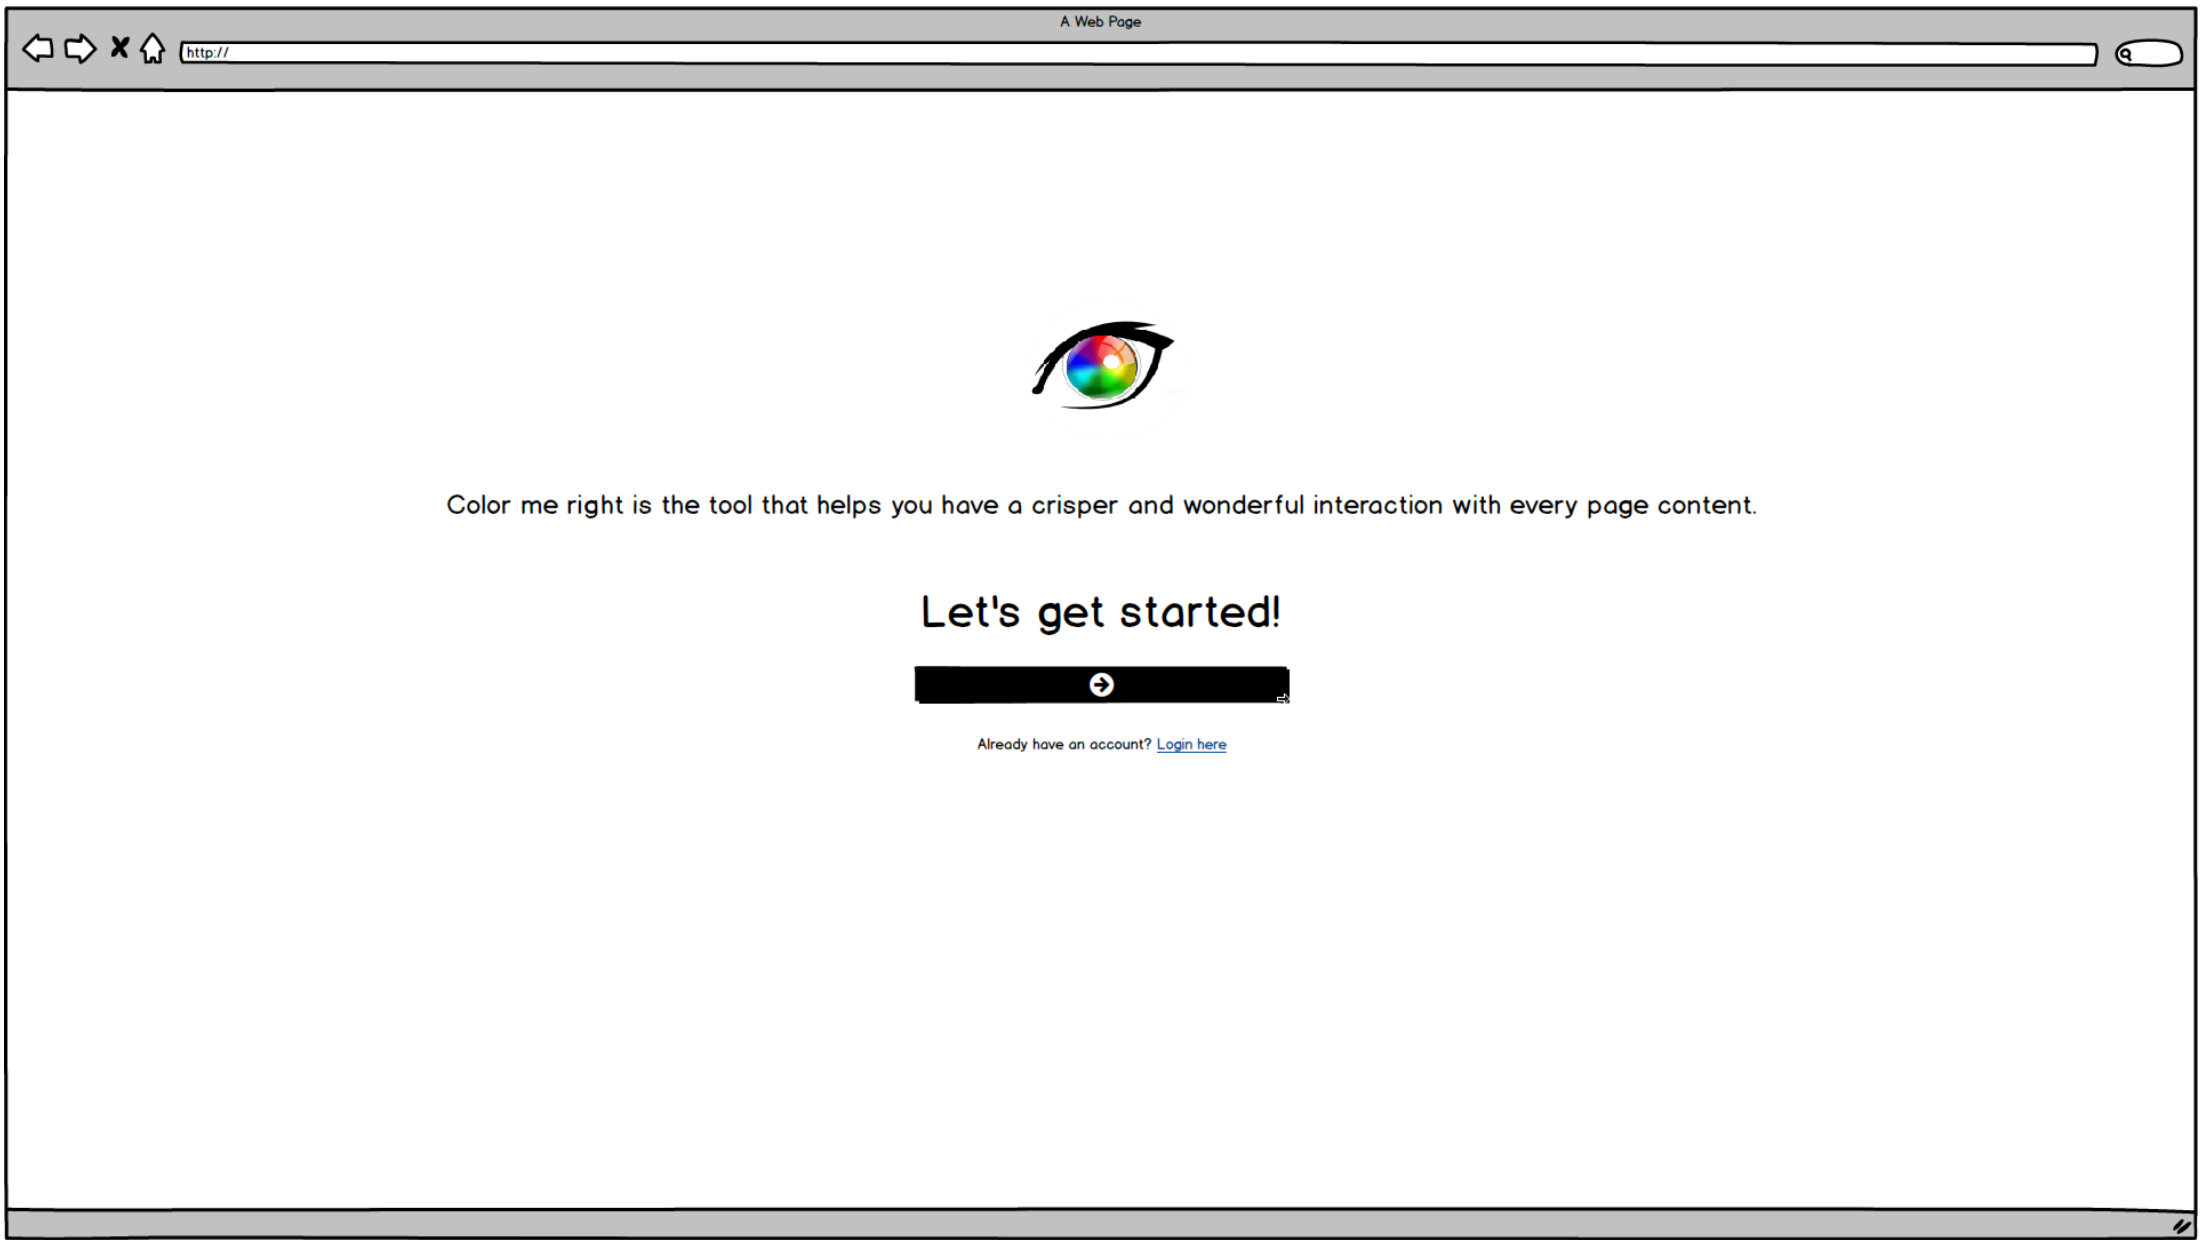 A Web Page
http://
Color me right is the tool that helps you have a crisper and wonderful interaction with every page content.
Let's get started!
Already have an account? Login here